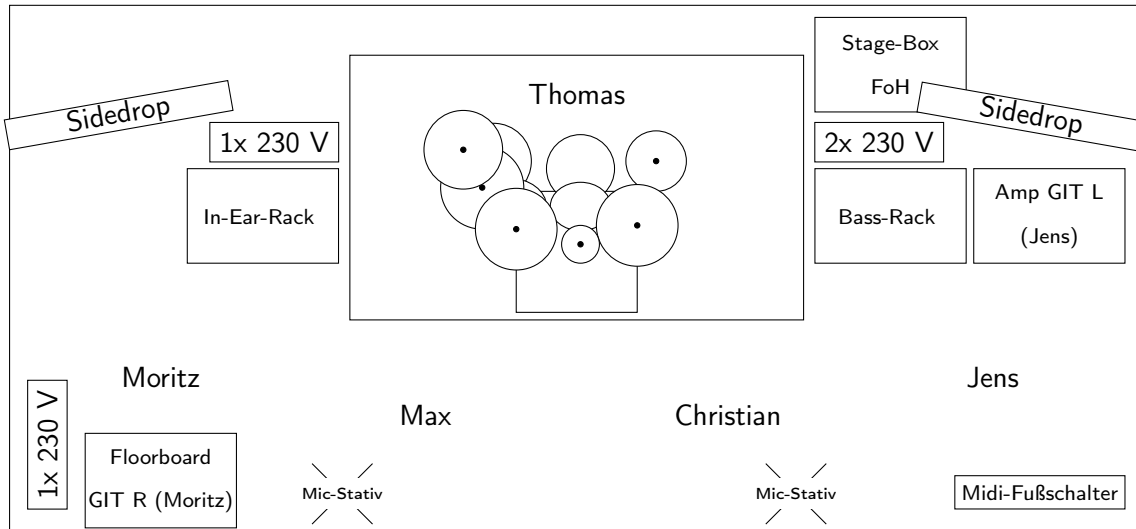 Stage-Box
FoH
Thomas
Sidedrop
Sidedrop
1x 230 V
2x 230 V
In-Ear-Rack
Bass-Rack
Amp GIT L
(Jens)
Moritz
Jens
Max
Christian
1x 230 V
Floorboard
GIT R (Moritz)
Mic-Stativ
Mic-Stativ
Midi-Fußschalter